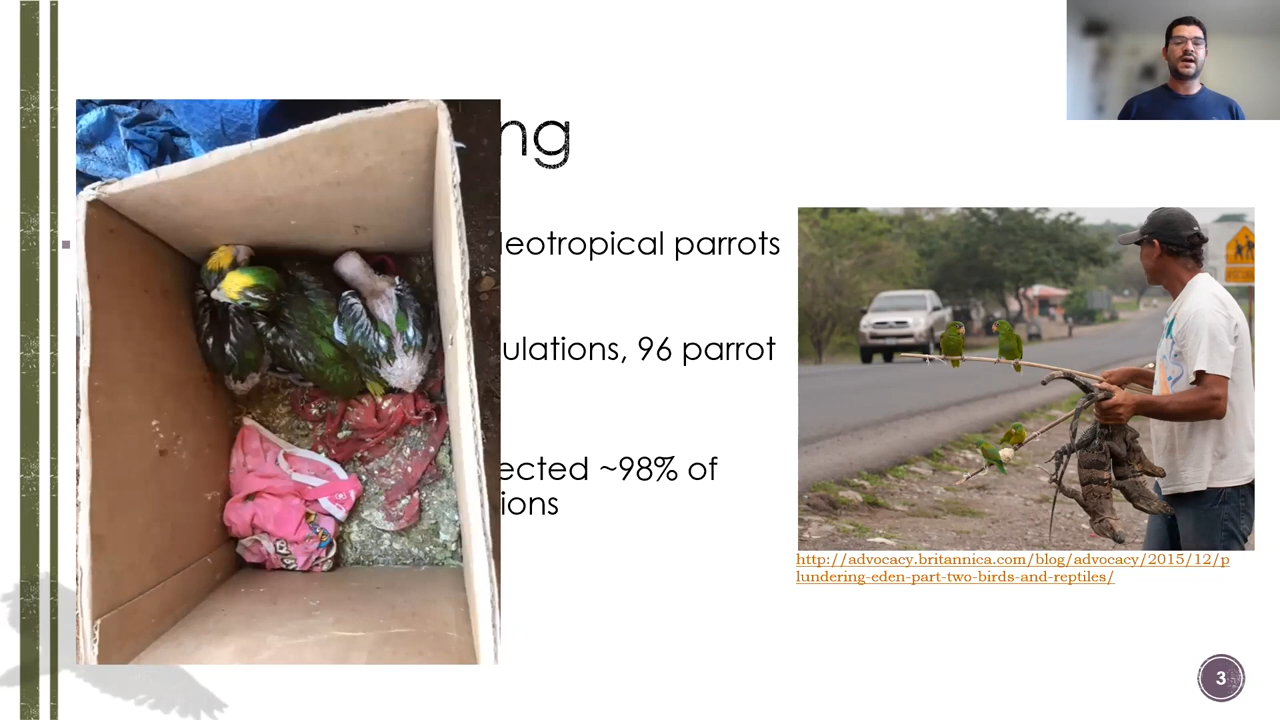 ng
eotropical parrots
ulations, 96 parrot
ected ~98% of
ions
http://advocacy.britannica.com/blog/advocacy/2015/12/p
lundering-eden-part-two-birds-and-reptiles/
3